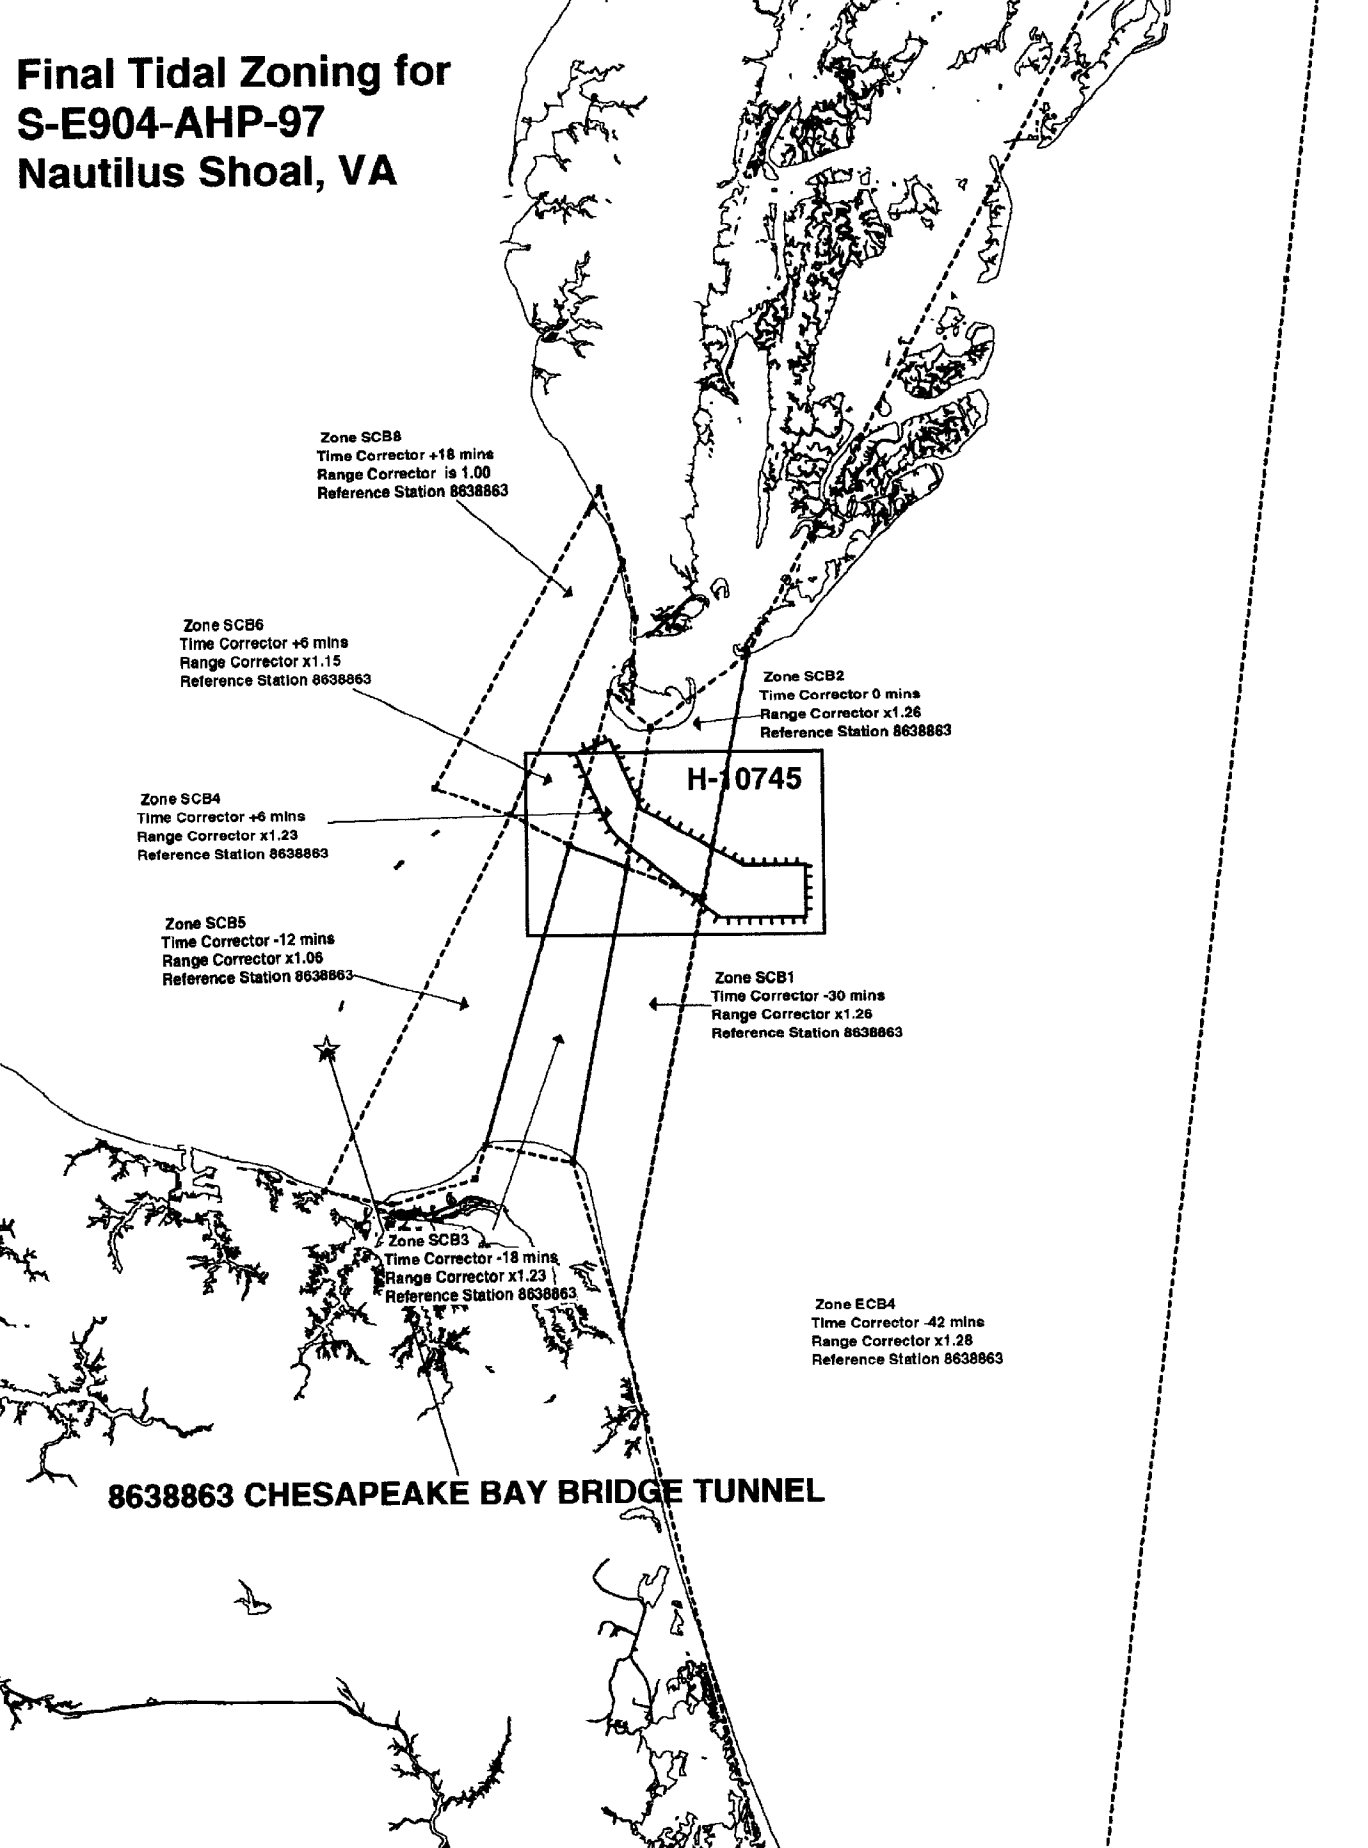 Final Tidal Zoning for
S-E904-AHP-97
Nautilus Shoal, VA
Zone SCB8
Time Corrector +18 mins
Range Corrector is 1.00
Reference Station 8638863
Zone SCB6
Time Corrector +6 mins
Range Corrector x1.15
Reference Station 8638863
Zone SCB2
Time Corrector 0 mins
Range Corrector x1.26
Reference Station 8638863
H-10745
Zone SCB4
Time Corrector +6 mins
Range Corrector x1.23
Reference Station 8638863
Zone SCB5
Time Corrector -12 mins
Range Corrector x1.06
Reference Station 8638863
Zone SCB1
Time Corrector -30 mins
Range Corrector x1.26
Reference Station 8638863
Zone SCB3
Time Corrector -18 mins
Range Corrector x1.23
Reference Station 8638863
Zone ECB4
Time Corrector -42 mins
Range Corrector x1.28
Reference Station 8638863
8638863 CHESAPEAKE BAY BRIDGE TUNNEL